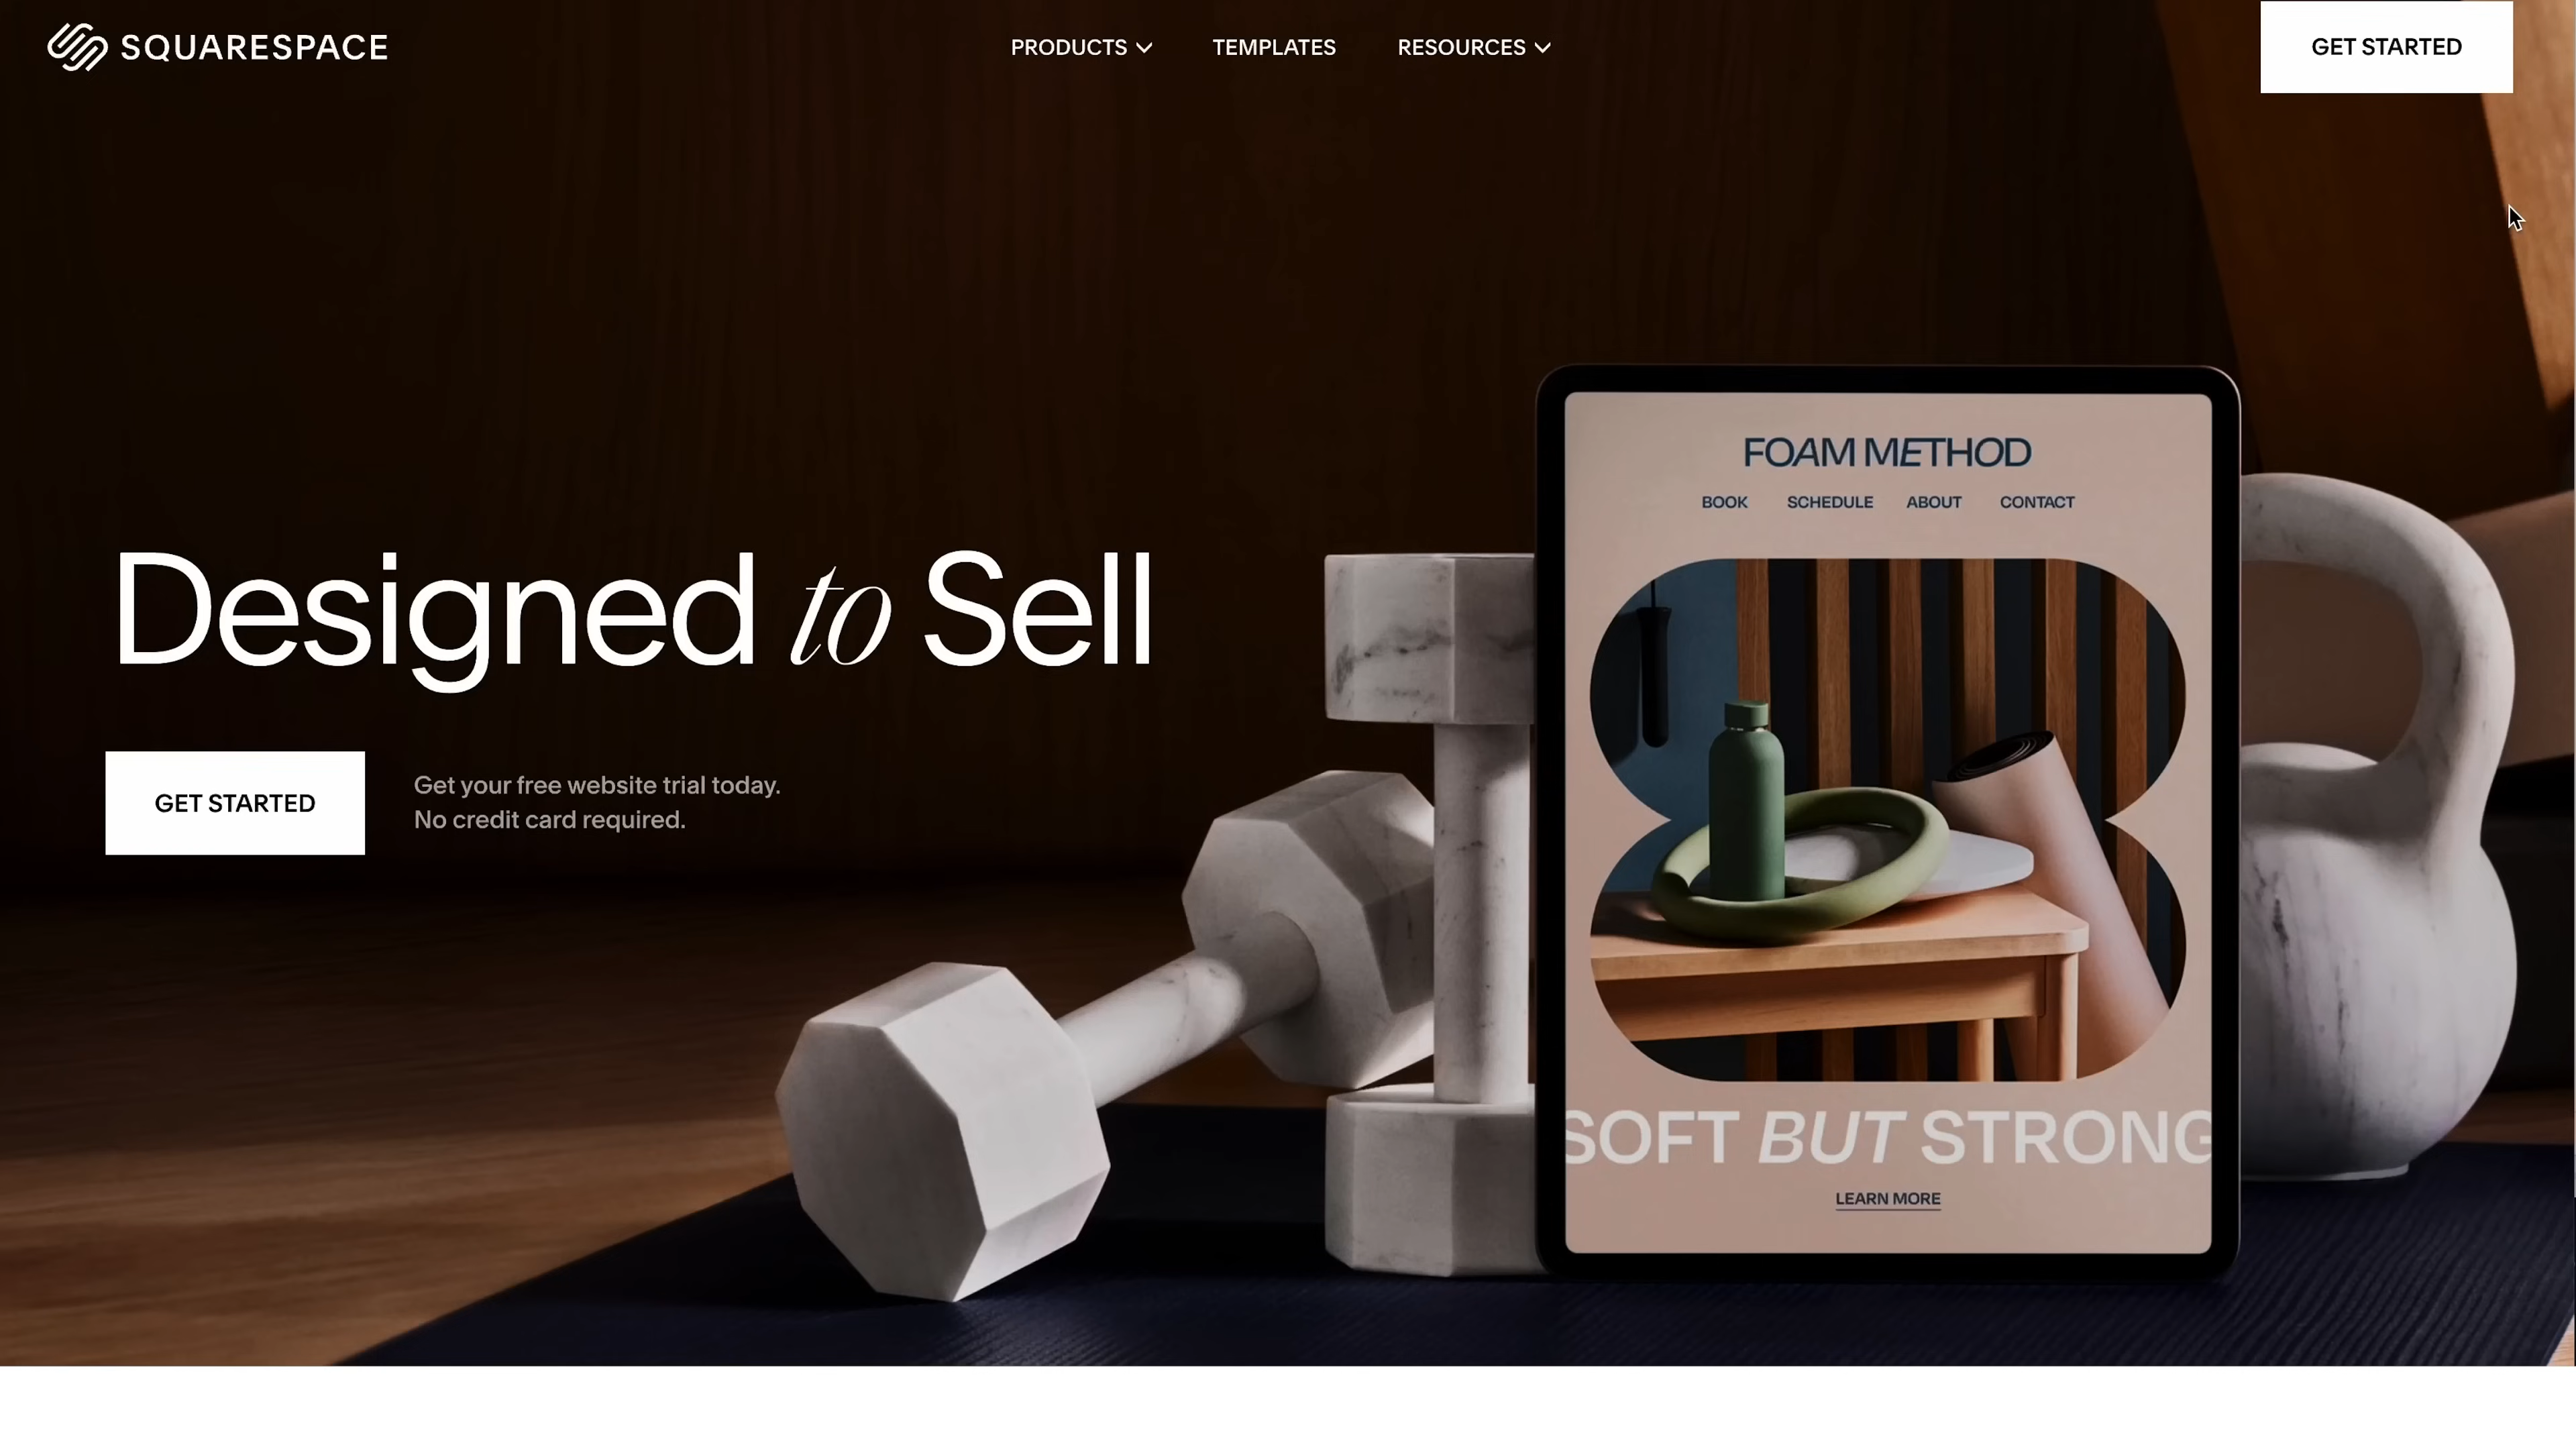 SQUARESPACE
PRODUCTS
TEMPLATES
RESOURCES
GET STARTED
Designed to Sell
GET STARTED
Get your free website trial today.
No credit card required.
FOAM METHOD
BOOK SCHEDULE ABOUT CONTACT
SOFT BUT STRONG
LEARN MORE